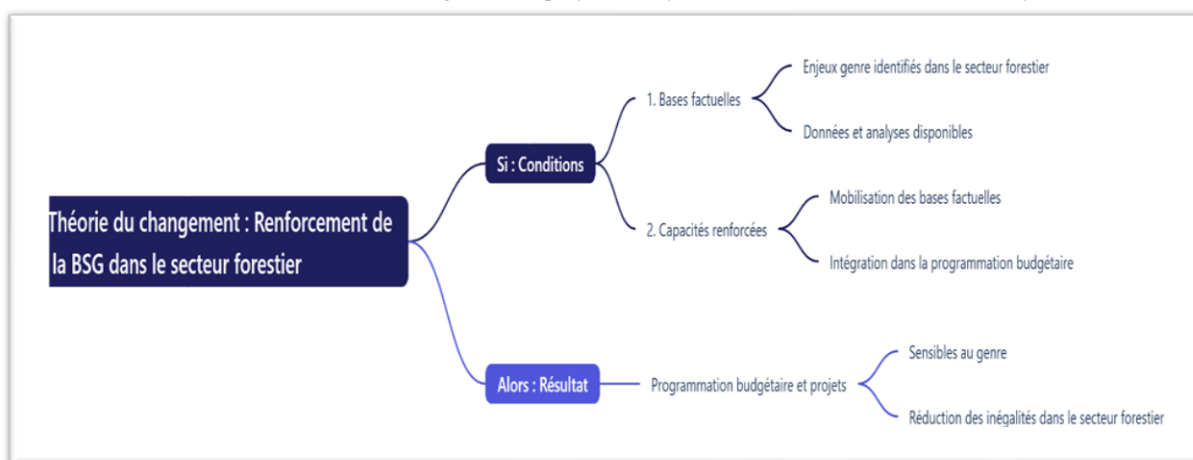 Théorie du changement : Renforcement de
la BSG dans le secteur forestier
Si : Conditions
1. Bases factuelles
Enjeux genre identifiés dans le secteur forestier
Données et analyses disponibles
2. Capacités renforcées
Mobilisation des bases factuelles
Intégration dans la programmation budgétaire
Alors : Résultat
Programmation budgétaire et projets
Sensibles au genre
Réduction des inégalités dans le secteur forestier